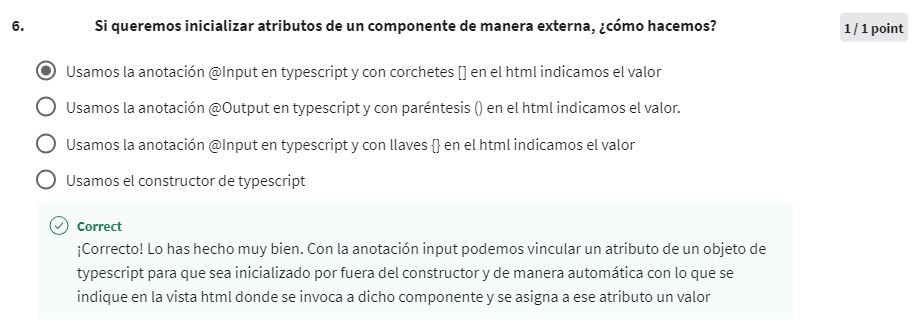 6. Si queremos inicializar atributos de un componente de manera externa, ¿cómo hacemos?
1 / 1 point
Usamos la anotación @Input en typescript y con corchetes [] en el html indicamos el valor
Usamos la anotación @Output en typescript y con paréntesis () en el html indicamos el valor.
Usamos la anotación @Input en typescript y con llaves {} en el html indicamos el valor
Usamos el constructor de typescript
Correct
¡Correcto! Lo has hecho muy bien. Con la anotación input podemos vincular un atributo de un objeto de
typescript para que sea inicializado por fuera del constructor y de manera automática con lo que se
indique en la vista html donde se invoca a dicho componente y se asigna a ese atributo un valor